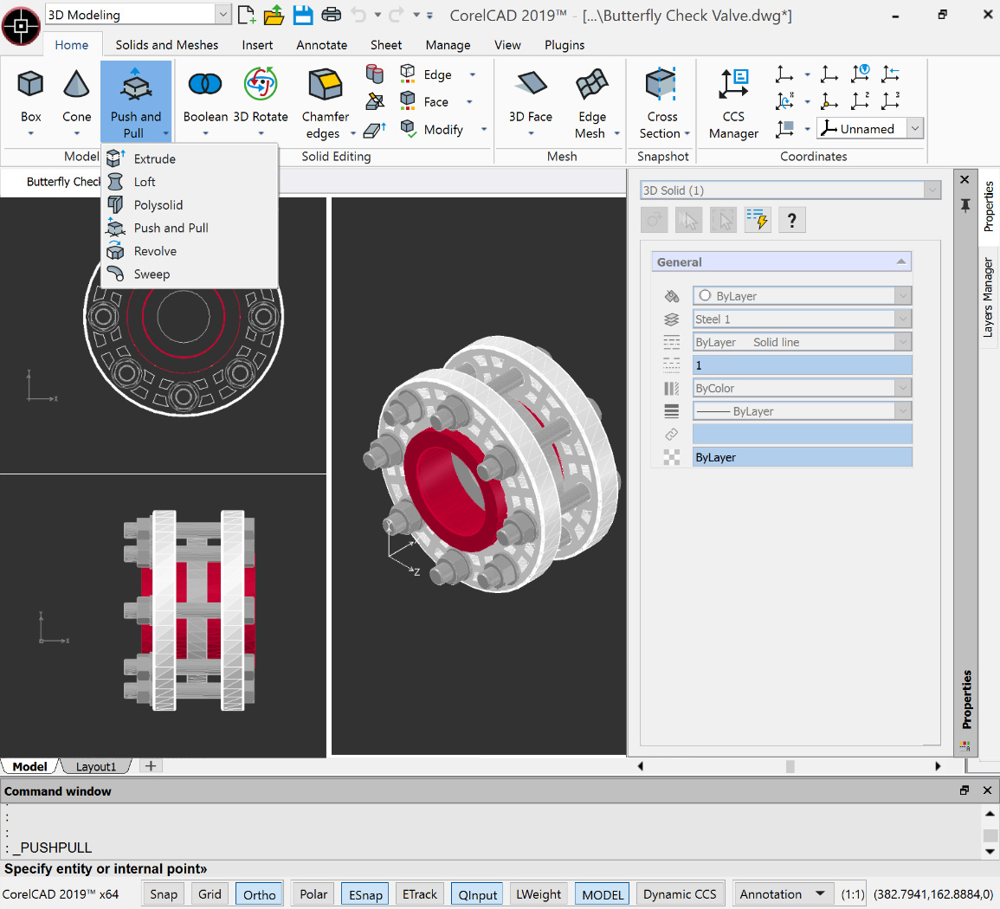 3D Modeling
CorelCAD 2019™ - [...\Butterfly Check Valve.dwg*]
Home Solids and Meshes Insert Annotate Sheet Manage View Plugins
Box
Cone
Push and Pull
Boolean
3D Rotate
Chamfer edges
Edge
Face
Modify
3D Face
Edge Mesh
Cross Section
CCS Manager
Unnamed
Model
Solid Editing
Mesh
Snapshot
Coordinates
Butterfly Chec
Extrude
Loft
Polysolid
Push and Pull
Revolve
Sweep
3D Solid (1)
?
General
ByLayer
Steel 1
ByLayer Solid line
1
ByColor
ByLayer
ByLayer
Properties
Layers Manager
Properties
Y
X
Y
X
Y
Z
Model Layout1 +
Command window
:
:
:
: _PUSHPULL
Specify entity or internal point»
CorelCAD 2019™ x64 Snap Grid Ortho Polar ESnap ETrack QInput LWeight MODEL Dynamic CCS Annotation (1:1) (382.7941,162.8884,0)